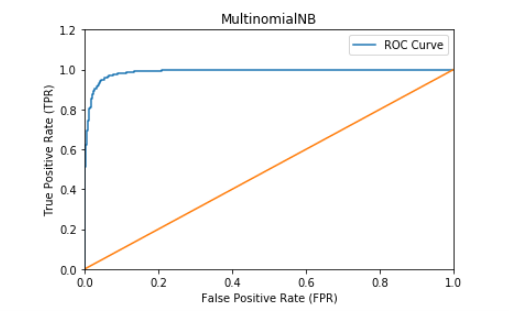 MultinomialNB
ROC Curve
True Positive Rate (TPR)
1.2
1.0
0.8
0.6
0.4
0.2
0.0
0.0 0.2 0.4 0.6 0.8 1.0
False Positive Rate (FPR)